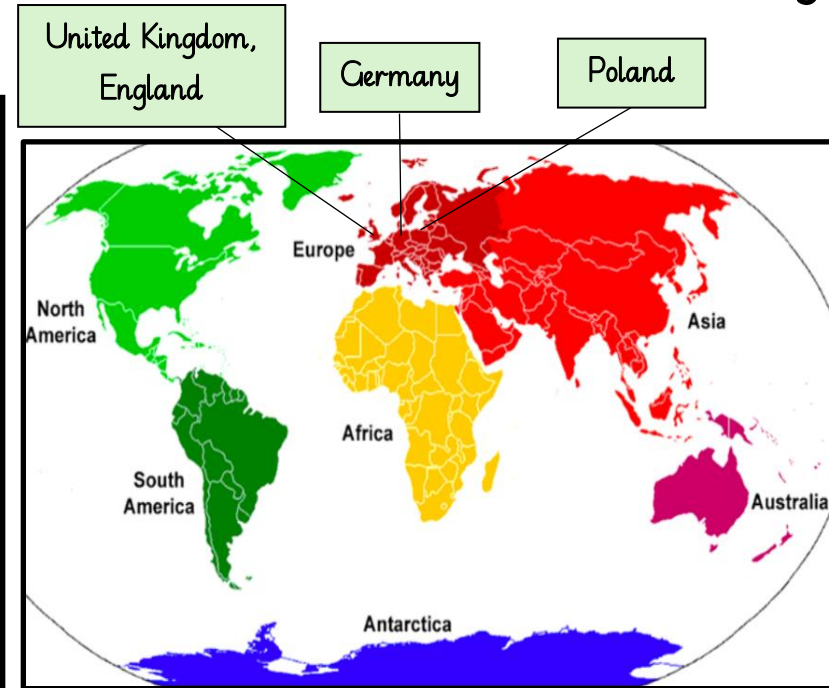 United Kingdom,
England
Germany
Poland
Europe
North
America
Asia
Africa
South
America
Australia
Antarctica